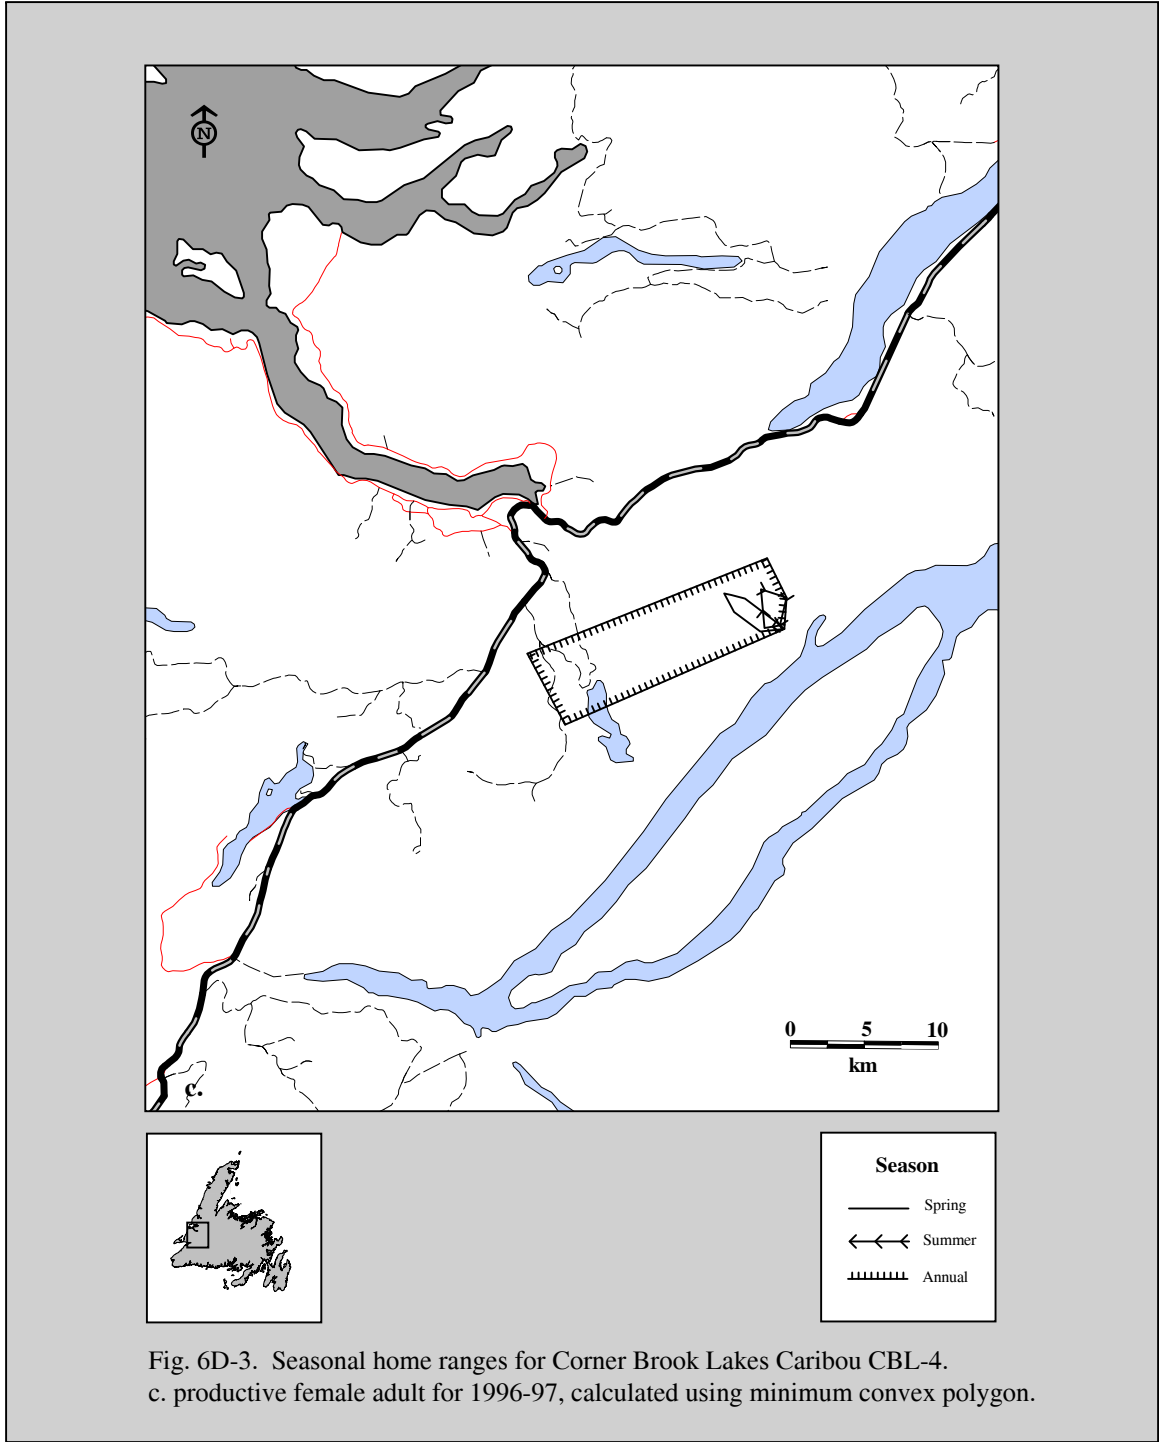 N
0 5 10
km
c.
Season
Spring
Summer
Annual
Fig. 6D-3. Seasonal home ranges for Corner Brook Lakes Caribou CBL-4.
c. productive female adult for 1996-97, calculated using minimum convex polygon.